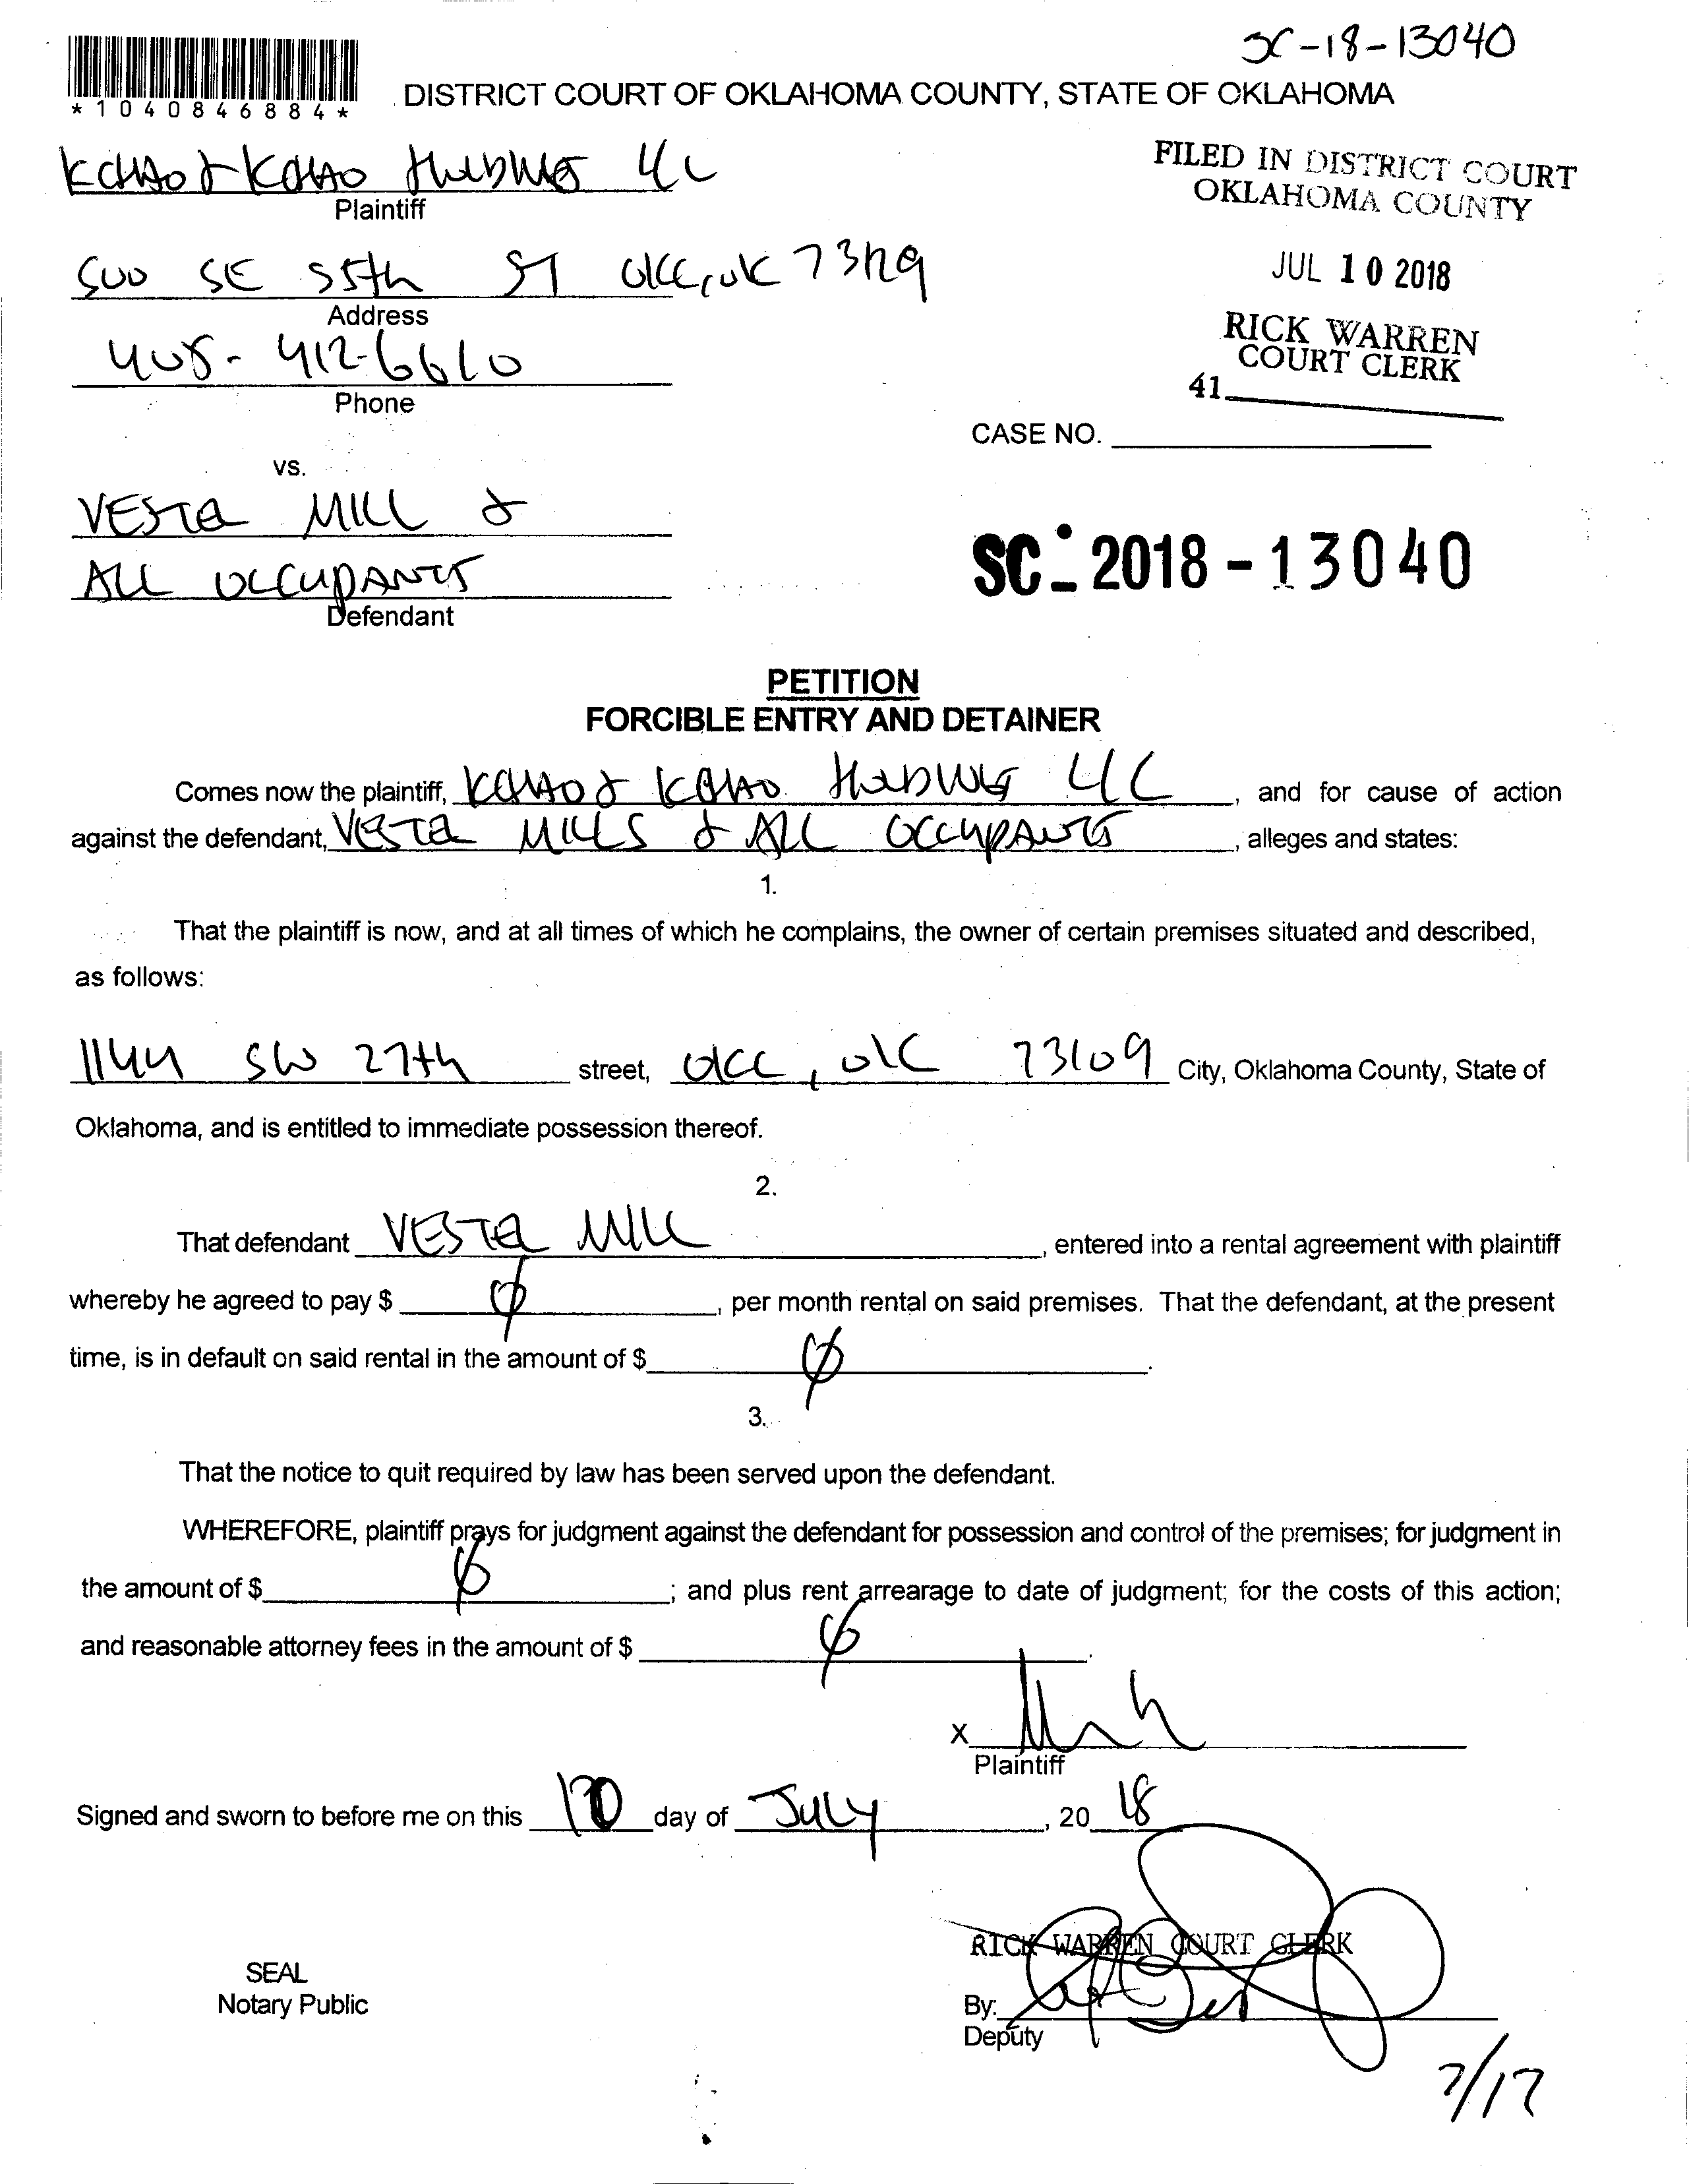 SC-18-13040
*1040846884*
DISTRICT COURT OF OKLAHOMA COUNTY, STATE OF OKLAHOMA
FILED IN DISTRICT COURT
OKLAHOMA COUNTY
LLC
Plaintiff
JUL 10 2018
SE 55th ST OKC, OK 73129
Address
RICK WARREN
COURT CLERK
41
405-412-6610
Phone
CASE NO.
vs.
VESTA MILL &
ALL OCCUPANTS
Defendant
SC-2018-13040
PETITION
FORCIBLE ENTRY AND DETAINER
Comes now the plaintiff, LLC, and for cause of action
against the defendant, VESTA MILLS & ALL OCCUPANTS, alleges and states:
1.
That the plaintiff is now, and at all times of which he complains, the owner of certain premises situated and described,
as follows:
1144 SW 27th street, OKC, OK 73109 City, Oklahoma County, State of
Oklahoma, and is entitled to immediate possession thereof.
2.
That defendant VESTA MILL, entered into a rental agreement with plaintiff
whereby he agreed to pay $ 0, per month rental on said premises. That the defendant, at the present
time, is in default on said rental in the amount of $ 0.
3.
That the notice to quit required by law has been served upon the defendant.
WHEREFORE, plaintiff prays for judgment against the defendant for possession and control of the premises; for judgment in
the amount of $ 0; and plus rent arrearage to date of judgment; for the costs of this action;
and reasonable attorney fees in the amount of $ 0.
X
Plaintiff
Signed and sworn to before me on this 10 day of JULY, 20 18
RICK WARREN COURT CLERK
SEAL
Notary Public
By:
Deputy
7/17